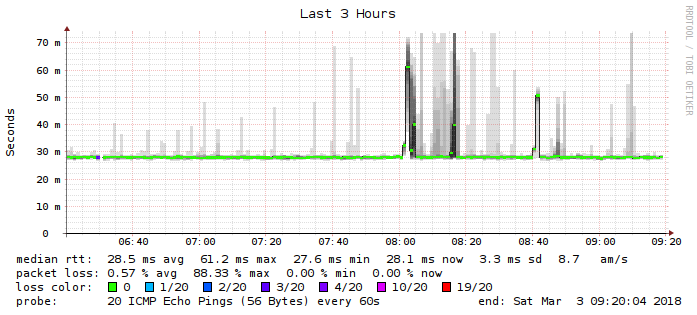 Last 3 Hours
RRDTOOL / TOBI OETIKER
Seconds
70 m
60 m
50 m
40 m
30 m
20 m
10 m
0
06:40 07:00 07:20 07:40 08:00 08:20 08:40 09:00 09:20
median rtt: 28.5 ms avg 61.2 ms max 27.6 ms min 28.1 ms now 3.3 ms sd 8.7 am/s
packet loss: 0.57 % avg 88.33 % max 0.00 % min 0.00 % now
loss color: 0 1/20 2/20 3/20 4/20 10/20 19/20
probe: 20 ICMP Echo Pings (56 Bytes) every 60s end: Sat Mar 3 09:20:04 2018